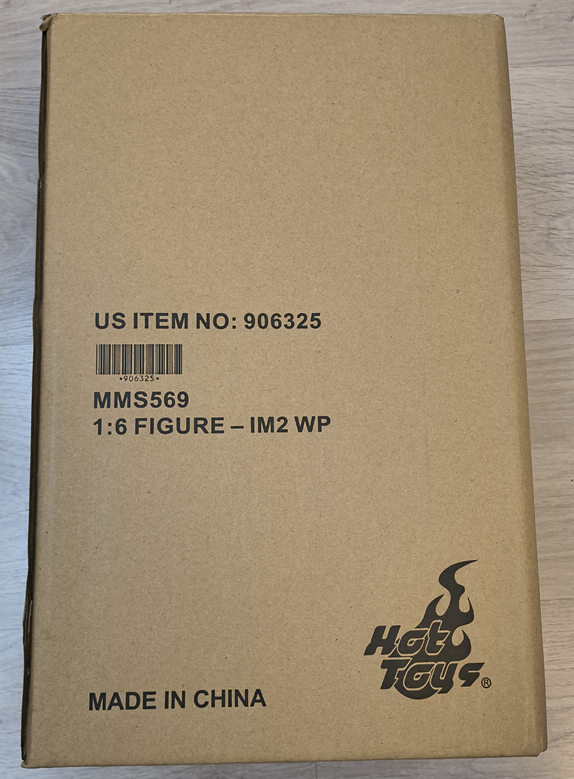 US ITEM NO: 906325
*906325*
MMS569
1:6 FIGURE – IM2 WP
Hot
Toys®
MADE IN CHINA